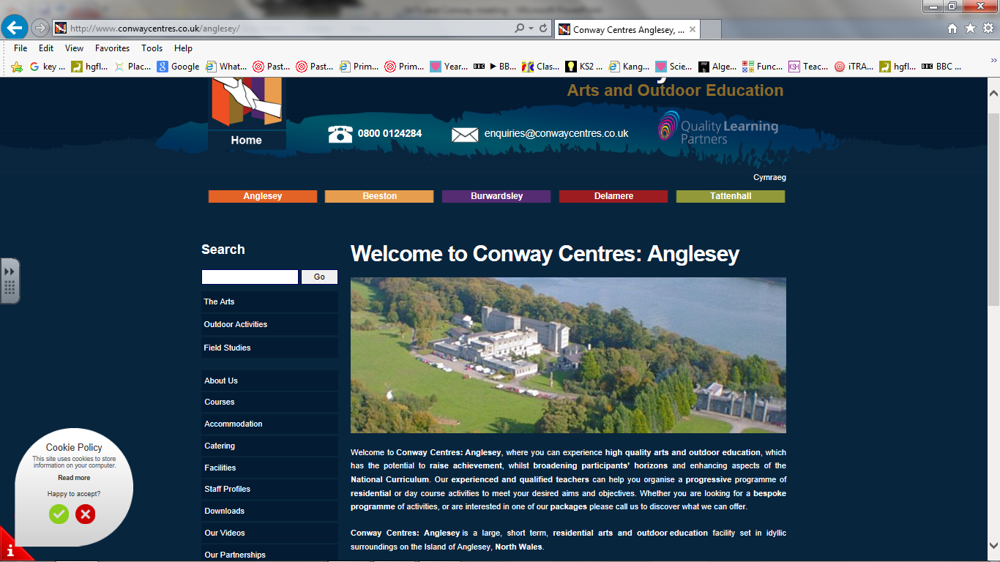 http://www.conwaycentres.co.uk/anglesey/
Conway Centres Anglesey, ...
File Edit View Favorites Tools Help
key ... hgfl... Plac... Google What... Past... Past... Prim... Prim... Year... BBC ▶ BB... Clas... KS2 ... Kang... Scie... Alge... Func... KSH Teac... iTRA... hgfl... BBC BBC ... »
Arts and Outdoor Education
Home
0800 0124284
enquiries@conwaycentres.co.uk
Quality Learning
Partners
Cymraeg
Anglesey Beeston Burwardsley Delamere Tattenhall
Search
Go
The Arts
Outdoor Activities
Field Studies
About Us
Courses
Accommodation
Catering
Facilities
Staff Profiles
Downloads
Our Videos
Our Partnerships
Welcome to Conway Centres: Anglesey
Welcome to Conway Centres: Anglesey, where you can experience high quality arts and outdoor education, which
has the potential to raise achievement, whilst broadening participants' horizons and enhancing aspects of the
National Curriculum. Our experienced and qualified teachers can help you organise a progressive programme of
residential or day course activities to meet your desired aims and objectives. Whether you are looking for a bespoke
programme of activities, or are interested in one of our packages please call us to discover what we can offer.
Conway Centres: Anglesey is a large, short term, residential arts and outdoor education facility set in idyllic
surroundings on the Island of Anglesey, North Wales.
Cookie Policy
This site uses cookies to store
information on your computer.
Read more
Happy to accept?
i